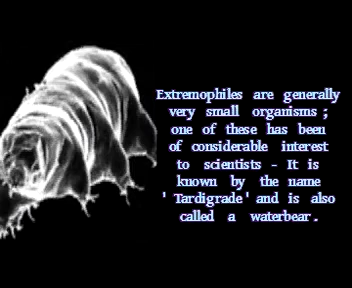 Extremophiles are generally
very small organisms ;
one of these has been
of considerable interest
to scientists - It is
known by the name
' Tardigrade ' and is also
called a waterbear .